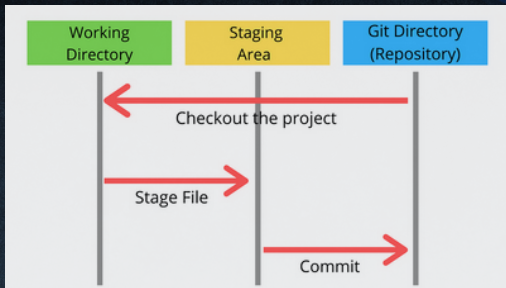 Working
Directory
Staging
Area
Git Directory
(Repository)
Checkout the project
Stage File
Commit